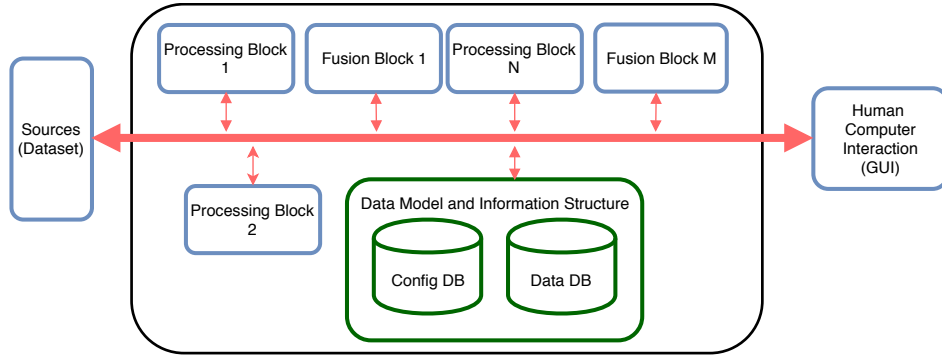 Sources
(Dataset)
Processing Block
1
Fusion Block 1
Processing Block
N
Fusion Block M
Human
Computer
Interaction
(GUI)
Processing Block
2
Data Model and Information Structure
Config DB
Data DB